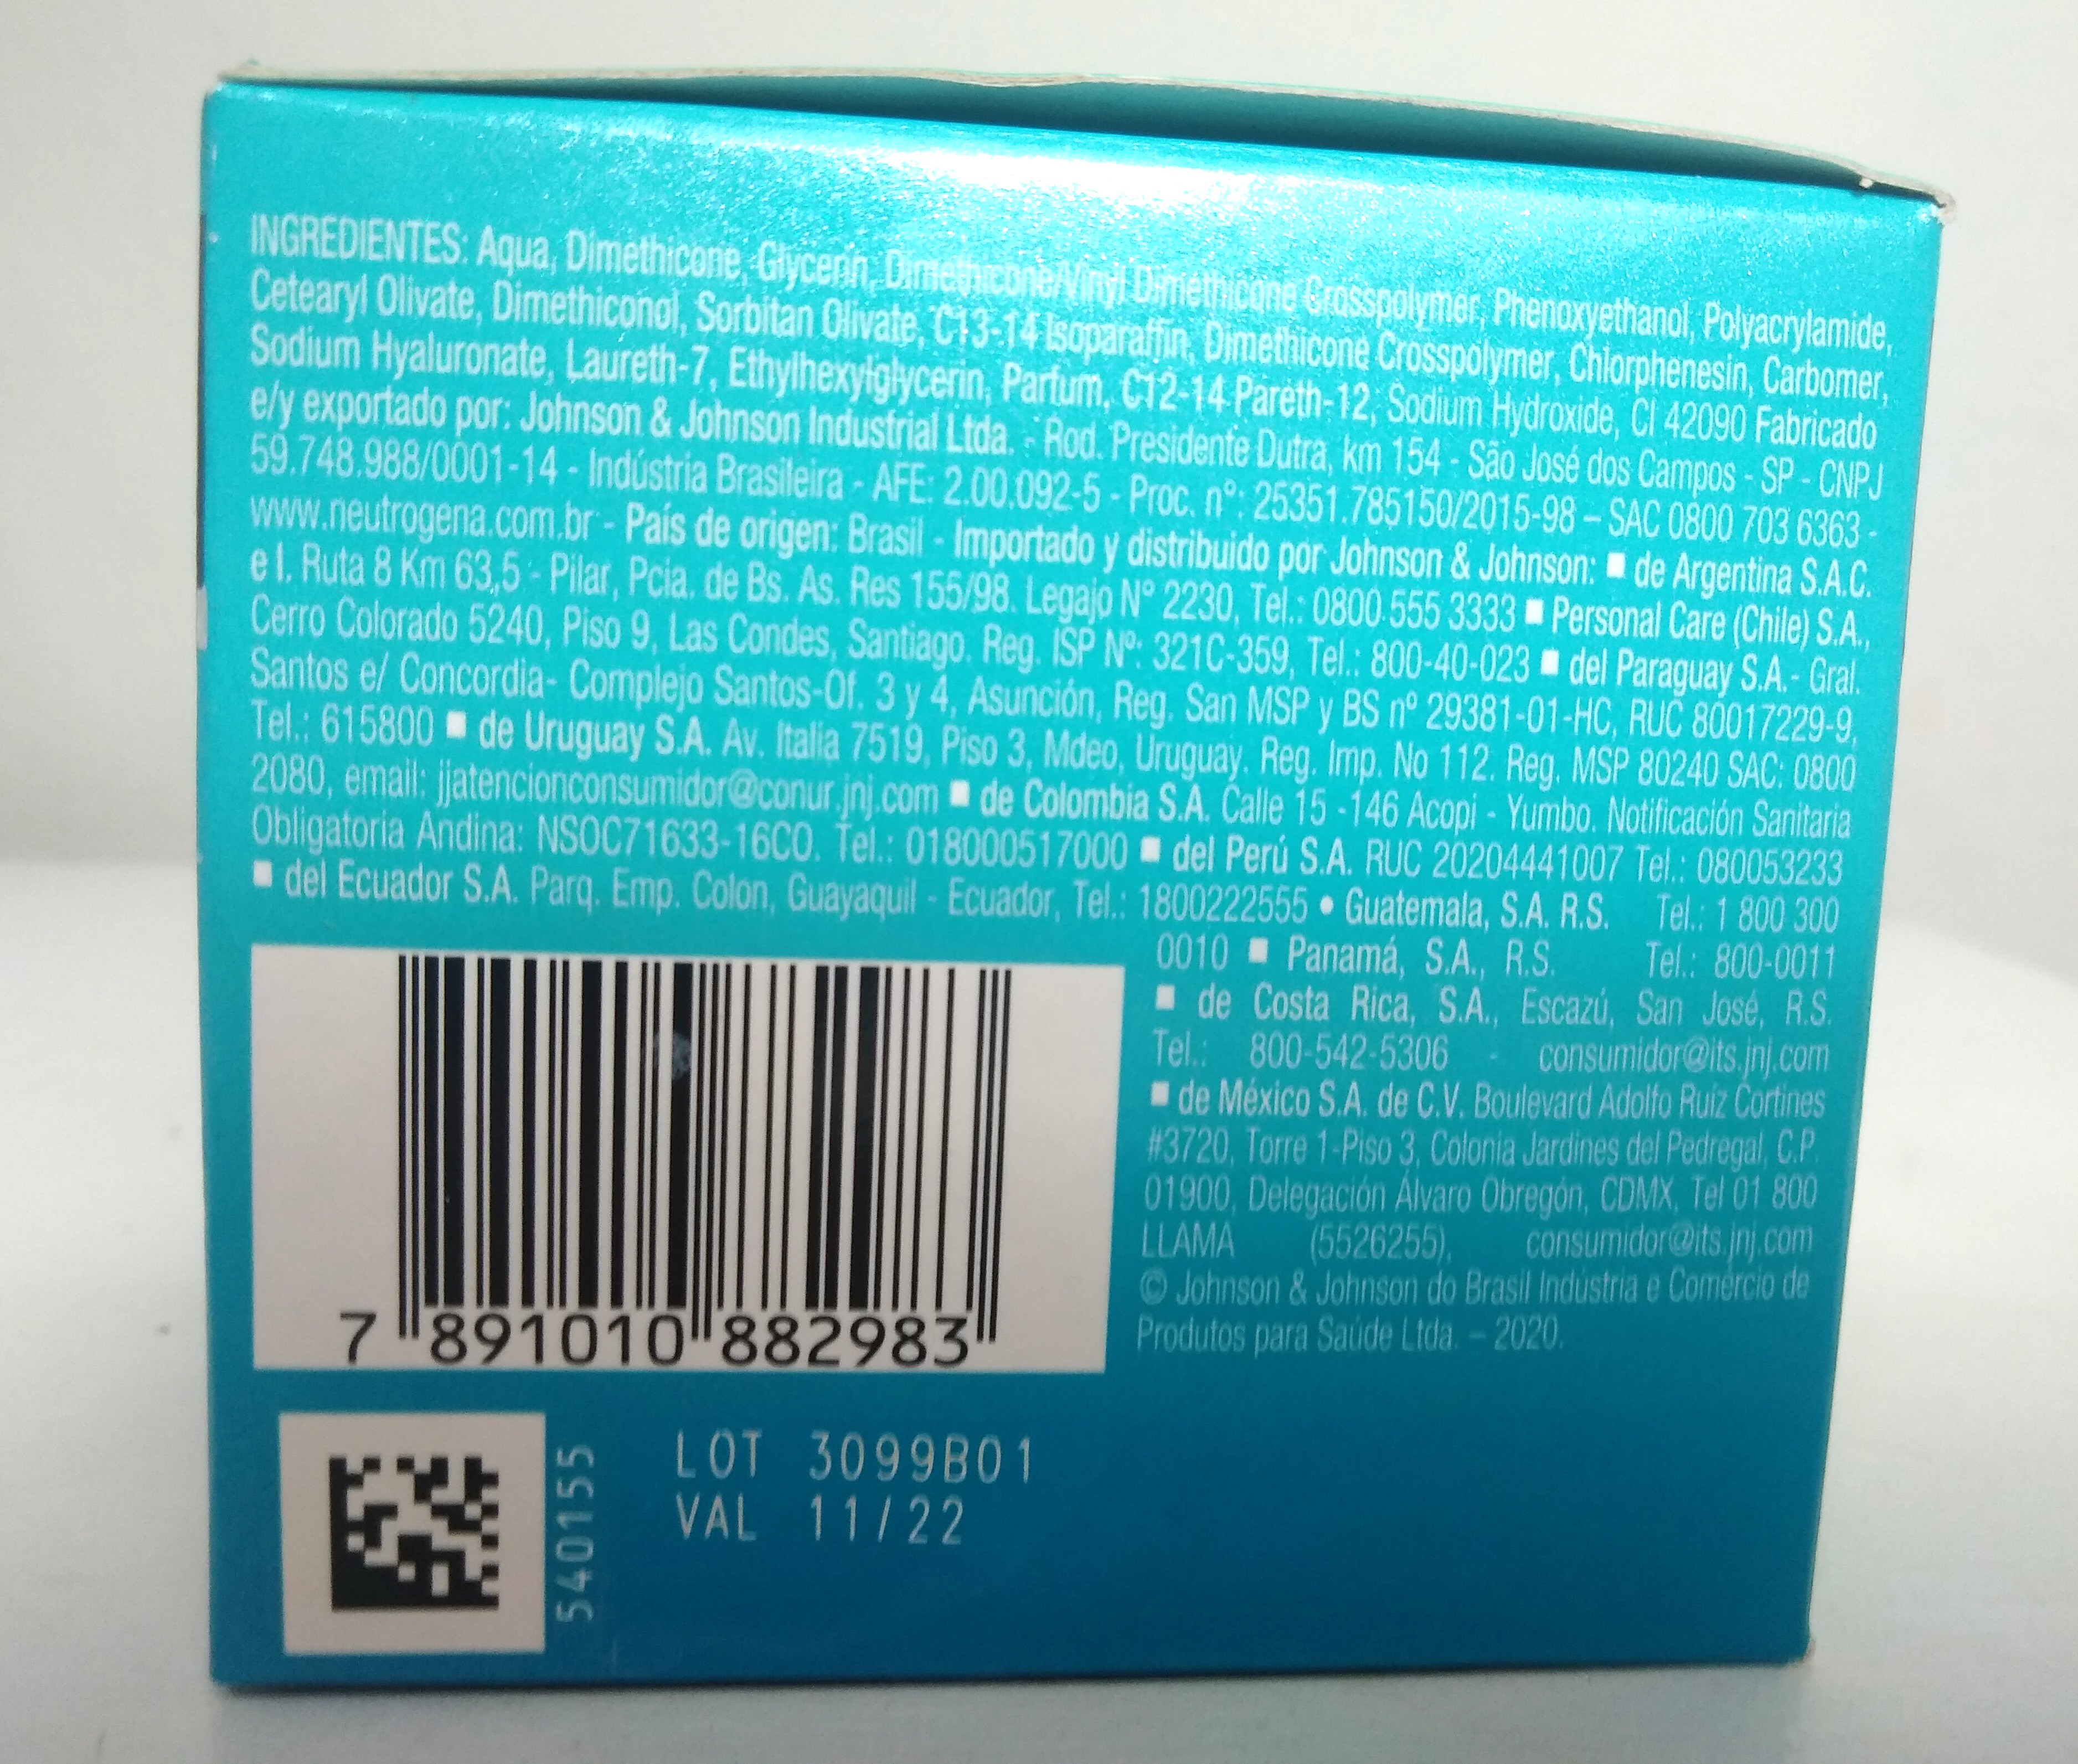 INGREDIENTES: Aqua, Dimethicone, Glycerin, Dimethicone/Vinyl Dimethicone Crosspolymer, Phenoxyethanol, Polyacrylamide,
Cetearyl Olivate, Dimethiconol, Sorbitan Olivate, C13-14 Isoparaffin, Dimethicone Crosspolymer, Chlorphenesin, Carbomer,
Sodium Hyaluronate, Laureth-7, Ethylhexylglycerin, Parfum, C12-14 Pareth-12, Sodium Hydroxide, CI 42090 Fabricado
e/y exportado por: Johnson & Johnson Industrial Ltda. - Rod. Presidente Dutra, km 154 - São José dos Campos - SP - CNPJ
59.748.988/0001-14 - Indústria Brasileira - AFE: 2.00.092-5 - Proc. nº: 25351.785150/2015-98 – SAC 0800 703 6363 -
www.neutrogena.com.br - País de origen: Brasil - Importado y distribuido por Johnson & Johnson: ■ de Argentina S.A.C.
e I. Ruta 8 Km 63,5 - Pilar, Pcia. de Bs. As. Res 155/98. Legajo Nº 2230, Tel.: 0800 555 3333 ■ Personal Care (Chile) S.A.,
Cerro Colorado 5240, Piso 9, Las Condes, Santiago. Reg. ISP Nº: 321C-359, Tel.: 800-40-023 ■ del Paraguay S.A.- Gral.
Santos e/ Concordia- Complejo Santos-Of. 3 y 4, Asunción, Reg. San MSP y BS nº 29381-01-HC, RUC 80017229-9,
Tel.: 615800 ■ de Uruguay S.A. Av. Italia 7519, Piso 3, Mdeo, Uruguay. Reg. Imp. No 112. Reg. MSP 80240 SAC: 0800
2080, email: jjatencionconsumidor@conur.jnj.com ■ de Colombia S.A. Calle 15 -146 Acopi - Yumbo. Notificación Sanitaria
Obligatoria Andina: NSOC71633-16CO. Tel.: 018000517000 ■ del Perú S.A. RUC 20204441007 Tel.: 080053233
■ del Ecuador S.A. Parq. Emp. Colon, Guayaquil - Ecuador, Tel.: 1800222555 • Guatemala, S.A. R.S. Tel.: 1 800 300
0010 ■ Panamá, S.A., R.S. Tel.: 800-0011
■ de Costa Rica, S.A., Escazú, San José, R.S.
Tel.: 800-542-5306 - consumidor@its.jnj.com
■ de México S.A. de C.V. Boulevard Adolfo Ruiz Cortines
#3720, Torre 1-Piso 3, Colonia Jardines del Pedregal, C.P.
01900, Delegación Álvaro Obregón, CDMX, Tel 01 800
LLAMA (5526255), consumidor@its.jnj.com
© Johnson & Johnson do Brasil Indústria e Comércio de
Produtos para Saúde Ltda. – 2020.
7 891010 882983
540155
LOT 3099B01
VAL 11/22